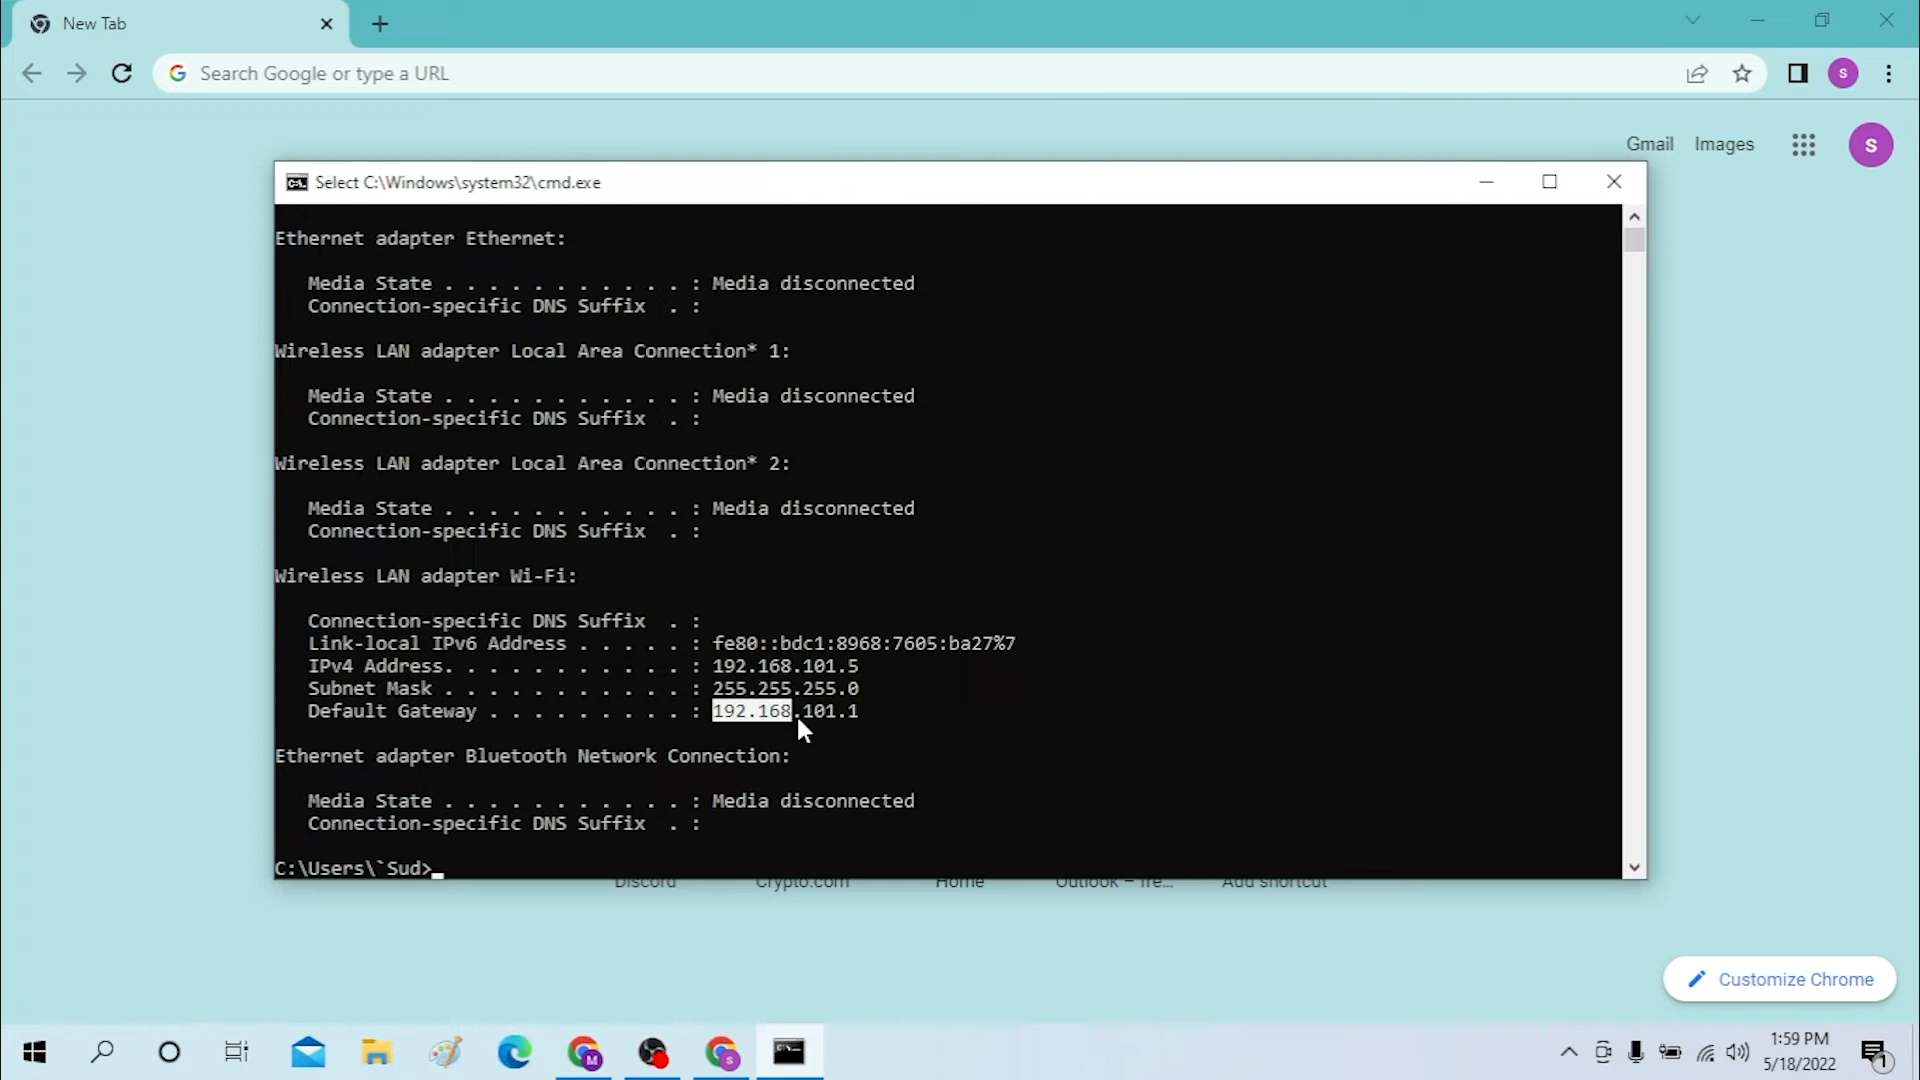 New Tab
Search Google or type a URL
S
Gmail Images
S
Select C:\Windows\system32\cmd.exe
Ethernet adapter Ethernet:
Media State . . . . . . . . . . . : Media disconnected
Connection-specific DNS Suffix  . :
Wireless LAN adapter Local Area Connection* 1:
Media State . . . . . . . . . . . : Media disconnected
Connection-specific DNS Suffix  . :
Wireless LAN adapter Local Area Connection* 2:
Media State . . . . . . . . . . . : Media disconnected
Connection-specific DNS Suffix  . :
Wireless LAN adapter Wi-Fi:
Connection-specific DNS Suffix  . :
Link-local IPv6 Address . . . . . : fe80::bdc1:8968:7605:ba27%7
IPv4 Address. . . . . . . . . . . : 192.168.101.5
Subnet Mask . . . . . . . . . . . : 255.255.255.0
Default Gateway . . . . . . . . . : 192.168.101.1
Ethernet adapter Bluetooth Network Connection:
Media State . . . . . . . . . . . : Media disconnected
Connection-specific DNS Suffix  . :
C:\Users\`Sud>_
Discord Crypto.com Home Outlook – fre... Add shortcut
Customize Chrome
M
S
1:59 PM
5/18/2022
1